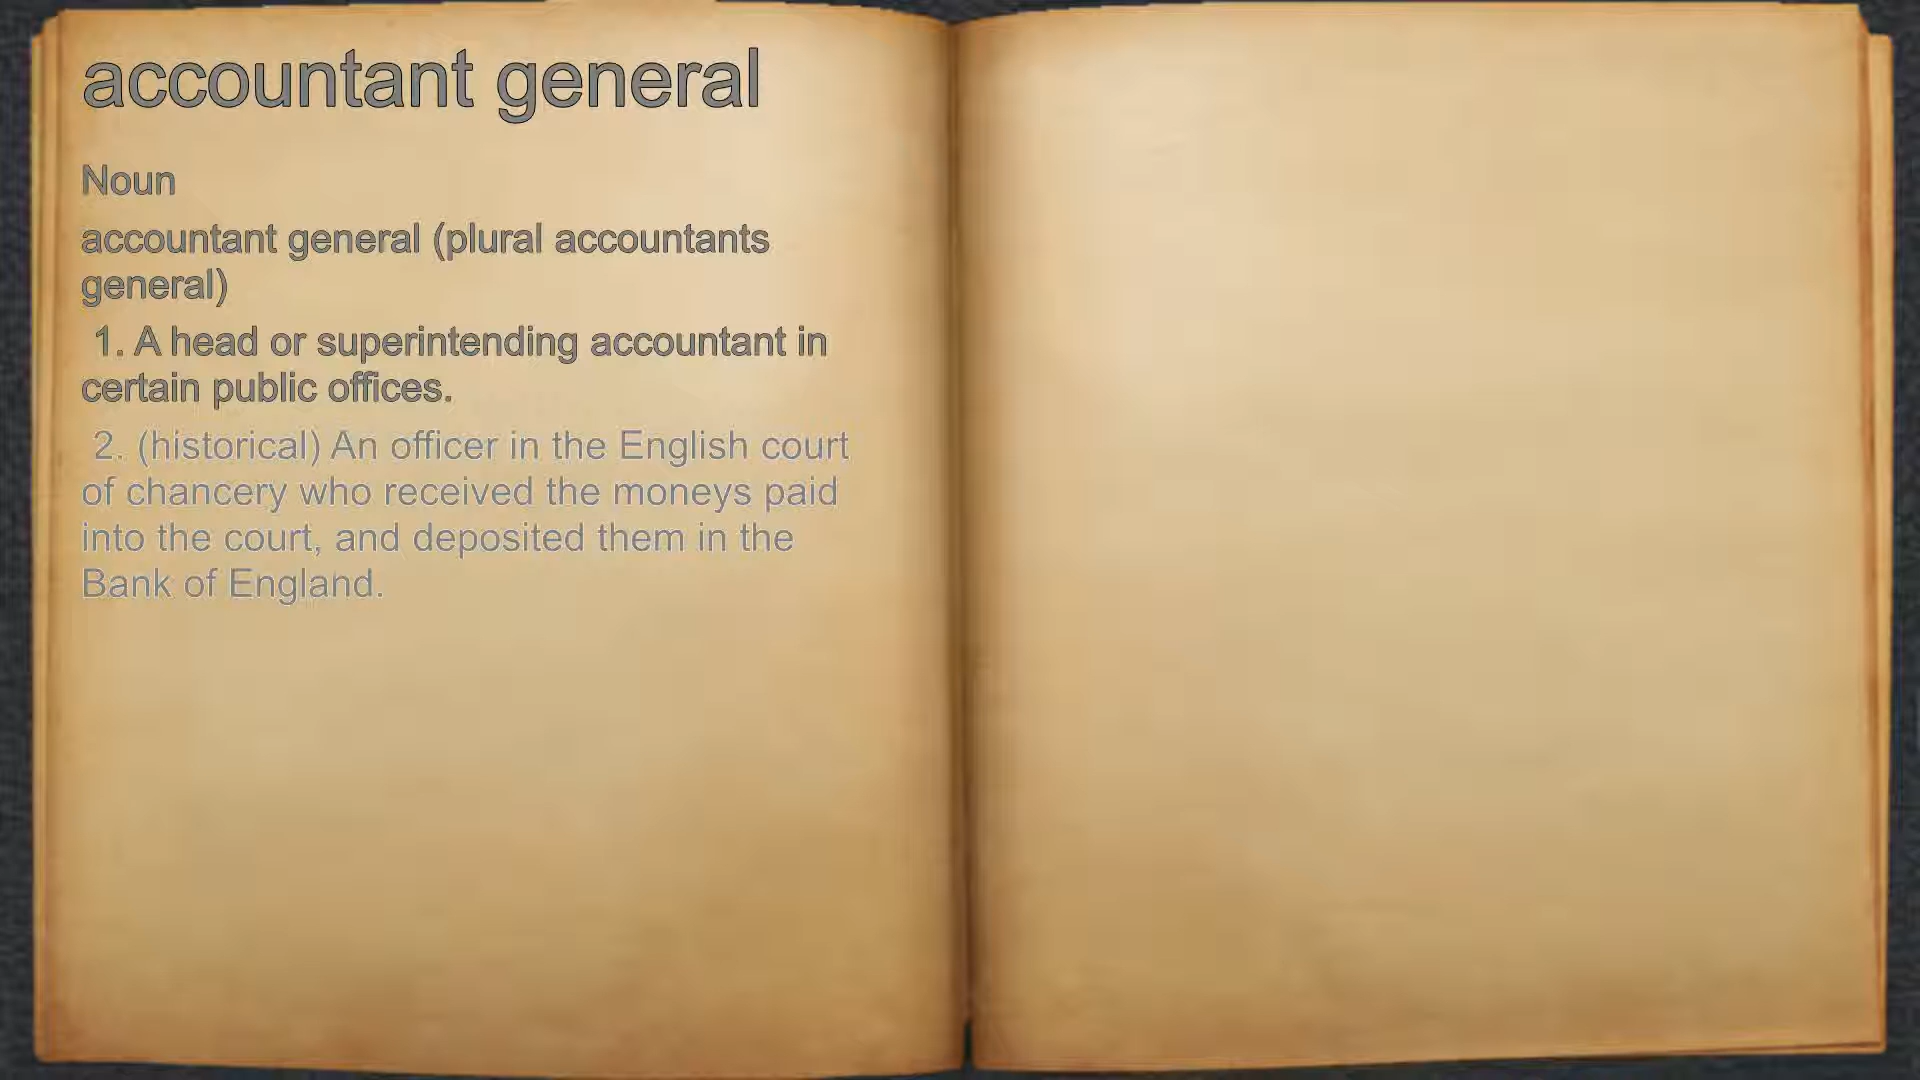 accountant general
Noun
accountant general (plural accountants
general)
1. A head or superintending accountant in
certain public offices.
2. (historical) An officer in the English court
of chancery who received the moneys paid
into the court, and deposited them in the
Bank of England.